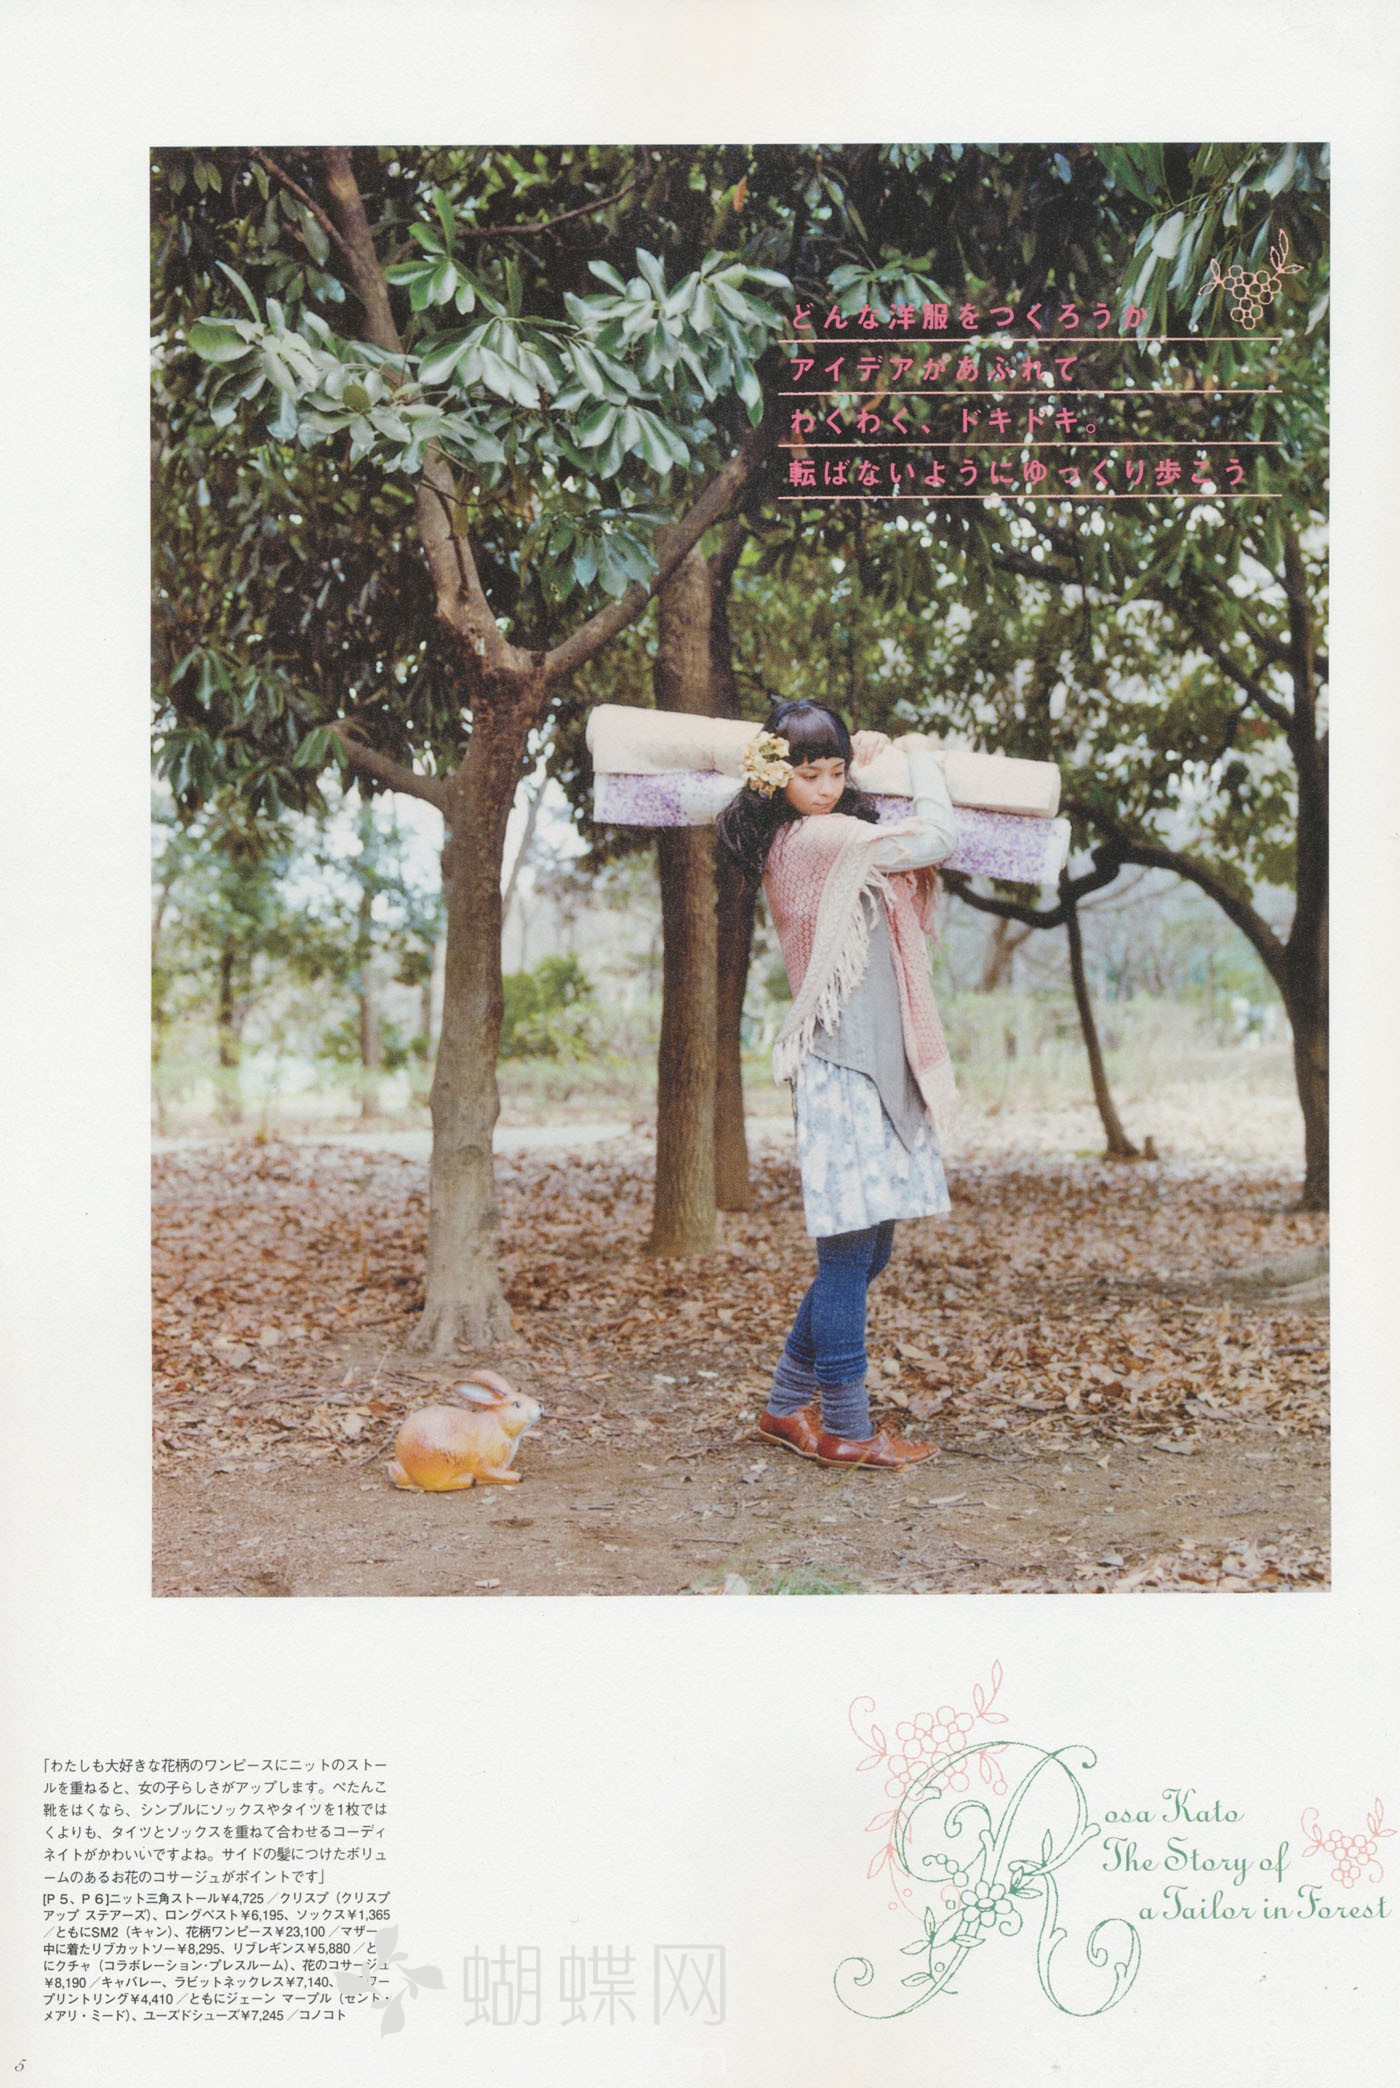 どんな洋服をつくろうか
アイデアがあふれて
わくわく、ドキドキ。
転ばないようにゆっくり歩こう
「わたしも大好きな花柄のワンピースにニットのストー
ルを重ねると、女の子らしさがアップします。ぺたんこ
靴をはくなら、シンプルにソックスやタイツを1枚では
くよりも、タイツとソックスを重ねて合わせるコーディ
ネイトがかわいいですよね。サイドの髪につけたボリュ
ームのあるお花のコサージュがポイントです」
[P5、P6]ニット三角ストール¥4,725／クリスプ（クリスプ
アップ ステアーズ）、ロングベスト¥6,195、ソックス¥1,365
／ともにSM2（キャン）、花柄ワンピース¥23,100／マザー
中に着たリブカットソー¥8,295、リブレギンス¥5,880／と
にクチャ（コラボレーション・プレスルーム）、花のコサージュ
¥8,190／キャバレー、ラビットネックレス¥7,140、 ワー
プリントリング¥4,410／ともにジェーン マープル（セント・
メアリ・ミード）、ユーズドシューズ¥7,245／コノコト
Rosa Kato
The Story of
a Tailor in Forest
蝴蝶网
5